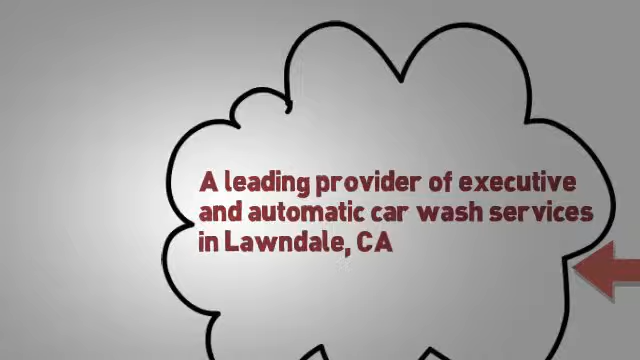 A leading provider of executive
and automatic car wash services
in Lawndale, CA